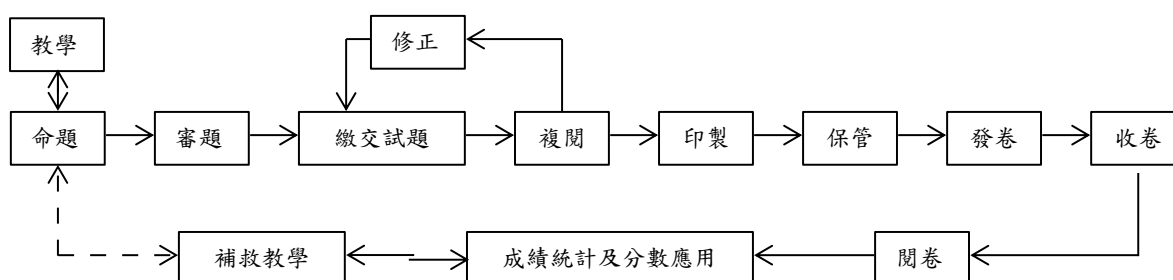 教學
修正
命題
審題
繳交試題
複閱
印製
保管
發卷
收卷
補救教學
成績統計及分數應用
閱卷